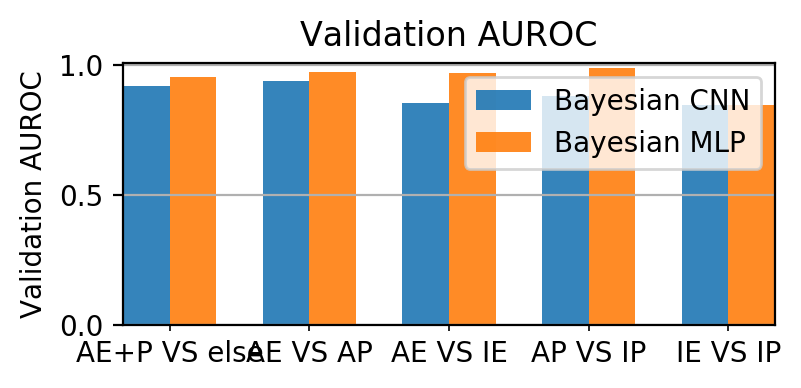 Validation AUROC
Validation AUROC
1.0
0.5
0.0
Bayesian CNN
Bayesian MLP
AE+P VS else AE VS AP AE VS IE AP VS IP IE VS IP